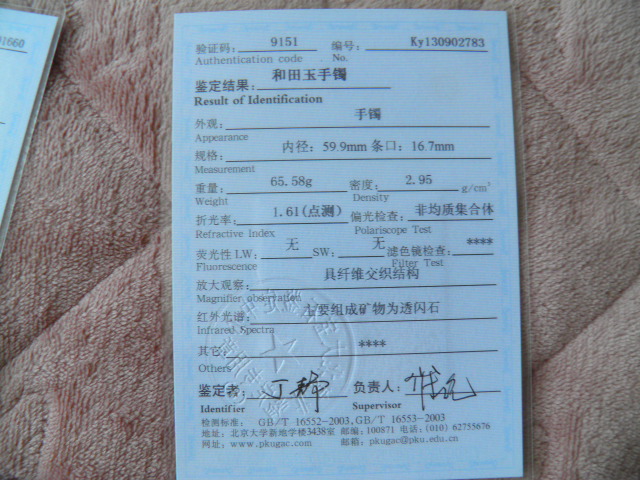 01660
验证码: 9151 编号: Ky130902783
Authentication code No.
鉴定结果: 和田玉手镯
Result of Identification
外观: 手镯
Appearance
规格: 内径: 59.9mm 条口: 16.7mm
Measurement
重量: 65.58g 密度: 2.95 g/cm³
Weight Density
折光率: 1.61(点测) 偏光检查: 非均质集合体
Refractive Index Polariscope Test
荧光性 LW: 无 SW: 无 滤色镜检查: ****
Fluorescence Filter Test
放大观察: 具纤维交织结构
Magnifier observation
红外光谱: 主要组成矿物为透闪石
Infrared Spectra
其它: ****
Others
鉴定者: 负责人:
Identifier Supervisor
检测标准: GB/T 16552-2003,GB/T 16553-2003
地址: 北京大学新地学楼3438室 邮编: 100871 电话: (010) 62755676
网址: www.pkugac.com 邮箱: pkugac@pku.edu.cn